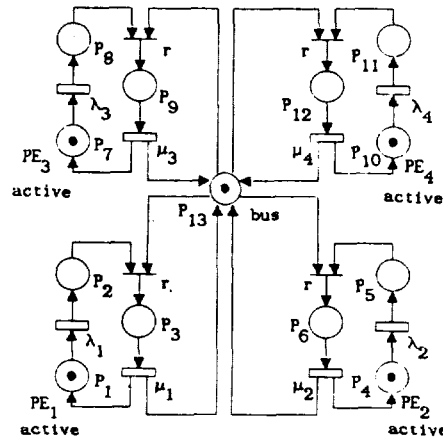 P8
r
r
P11
P9
P12
λ3
λ4
PE3
P7
μ3
μ4
P10
PE4
active
active
P13
bus
P2
r
r
P5
P3
P6
λ1
λ2
PE1
P1
μ1
μ2
P4
PE2
active
active